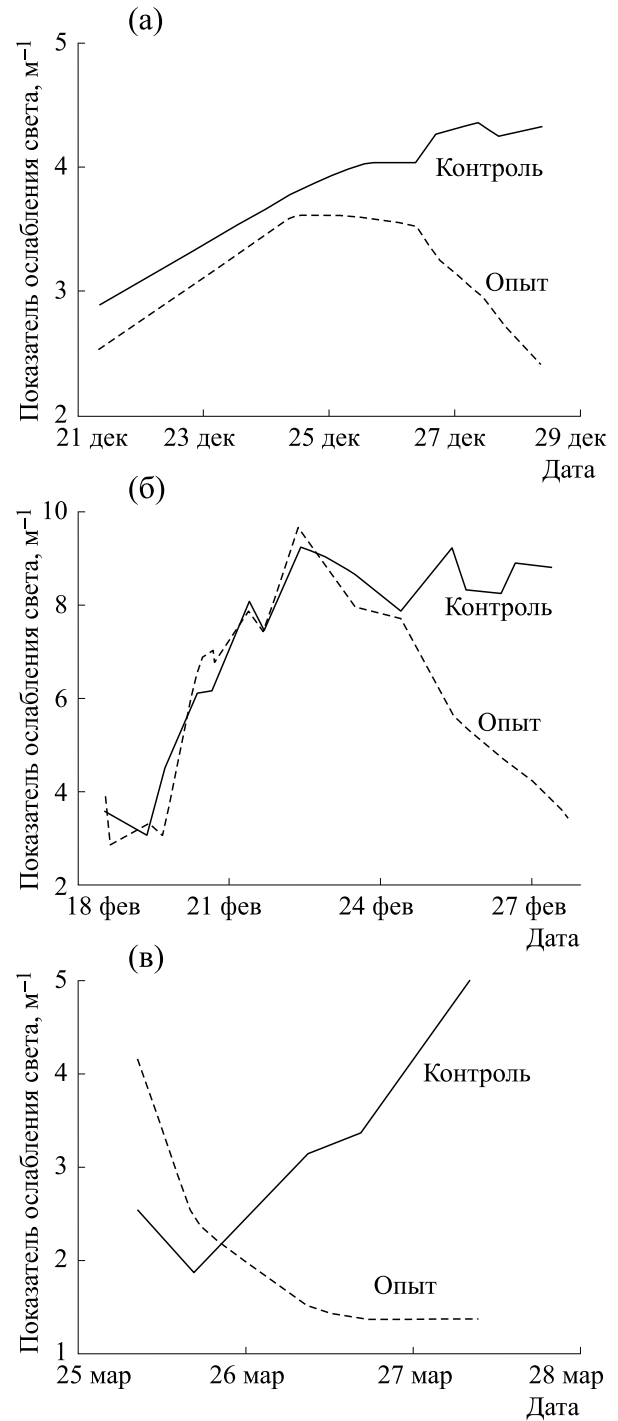 (а)
Показатель ослабления света, м–1
5
4
3
2
Контроль
Опыт
21 дек 23 дек 25 дек 27 дек 29 дек
Дата
(б)
Показатель ослабления света, м–1
10
8
6
4
2
Контроль
Опыт
18 фев 21 фев 24 фев 27 фев
Дата
(в)
Показатель ослабления света, м–1
5
4
3
2
1
Контроль
Опыт
25 мар 26 мар 27 мар 28 мар
Дата